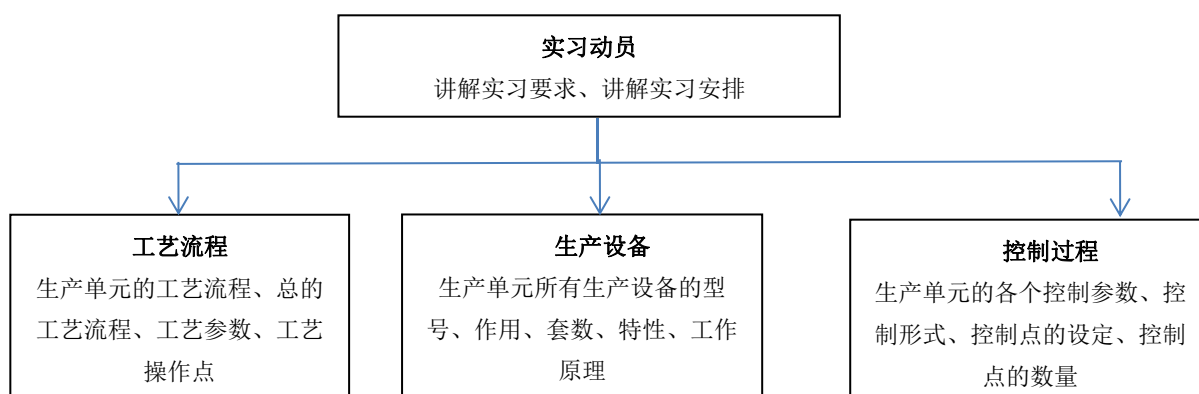 实习动员
讲解实习要求、讲解实习安排
工艺流程
生产单元的工艺流程、总的
工艺流程、工艺参数、工艺
操作点
生产设备
生产单元所有生产设备的型
号、作用、套数、特性、工作
原理
控制过程
生产单元的各个控制参数、控
制形式、控制点的设定、控制
点的数量